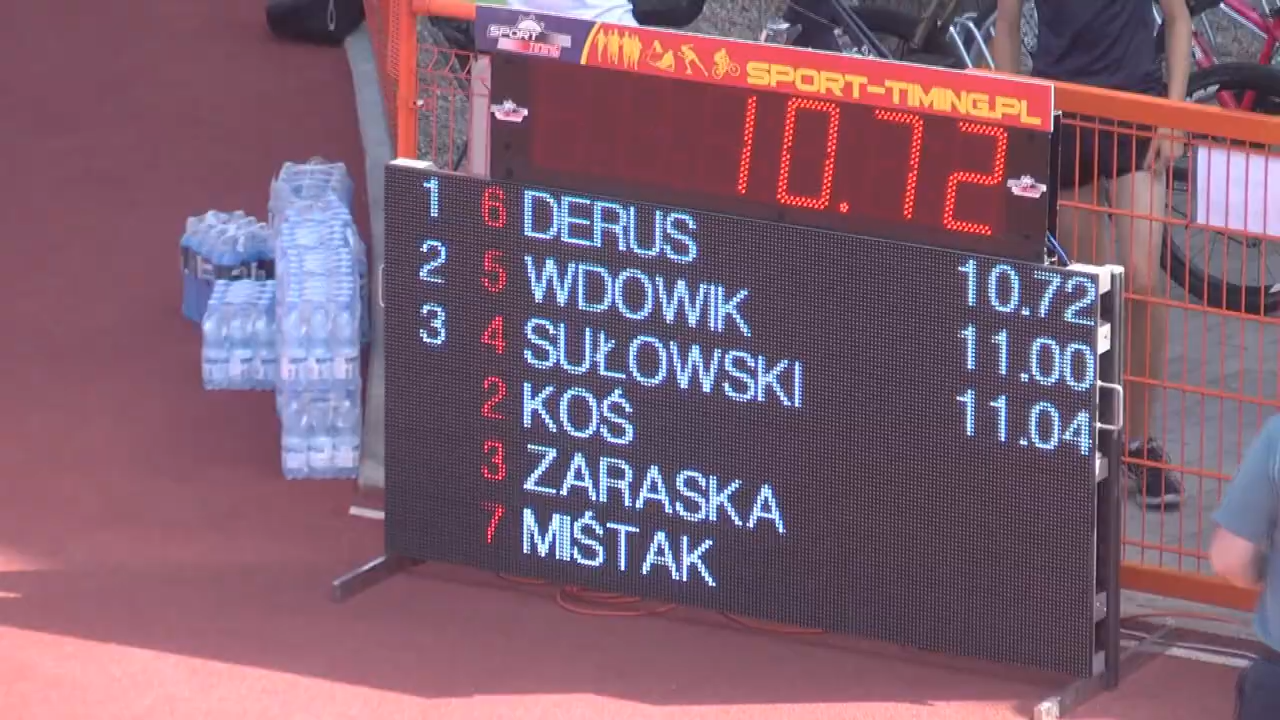 SPORT TIMING SPORT-TIMING.PL
10.72
1 6 DERUS 10.72
2 5 WDOWIK 11.00
3 4 SUŁOWSKI 11.04
2 KOŚ
3 ZARASKA
7 MIŚTAK